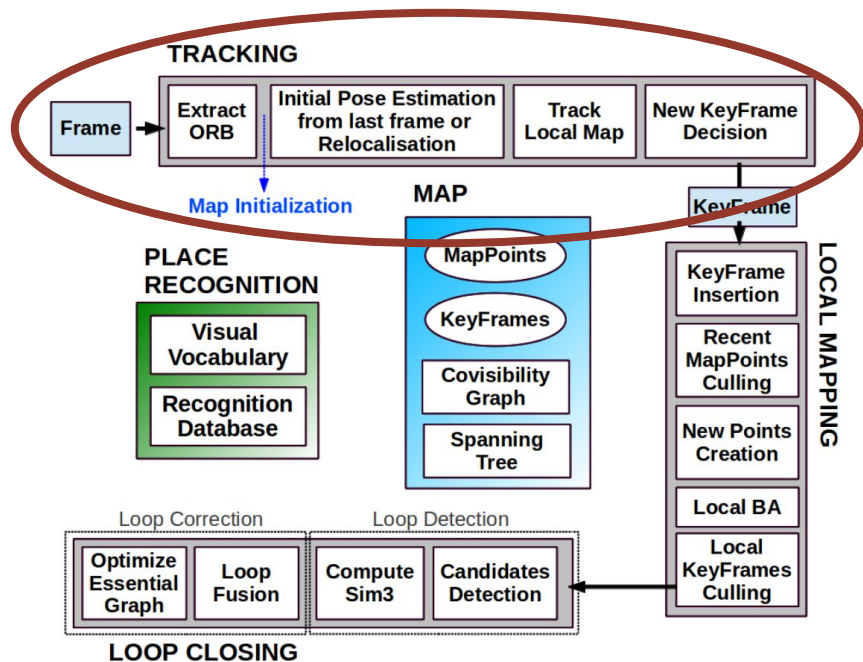 TRACKING
Frame
Extract
ORB
Initial Pose Estimation
from last frame or
Relocalisation
Track
Local Map
New KeyFrame
Decision
Map Initialization
MAP
KeyFrame
PLACE
RECOGNITION
Visual
Vocabulary
Recognition
Database
MapPoints
KeyFrames
Covisibility
Graph
Spanning
Tree
LOCAL MAPPING
KeyFrame
Insertion
Recent
MapPoints
Culling
New Points
Creation
Local BA
Local
KeyFrames
Culling
Loop Correction
Loop Detection
Optimize
Essential
Graph
Loop
Fusion
Compute
Sim3
Candidates
Detection
LOOP CLOSING